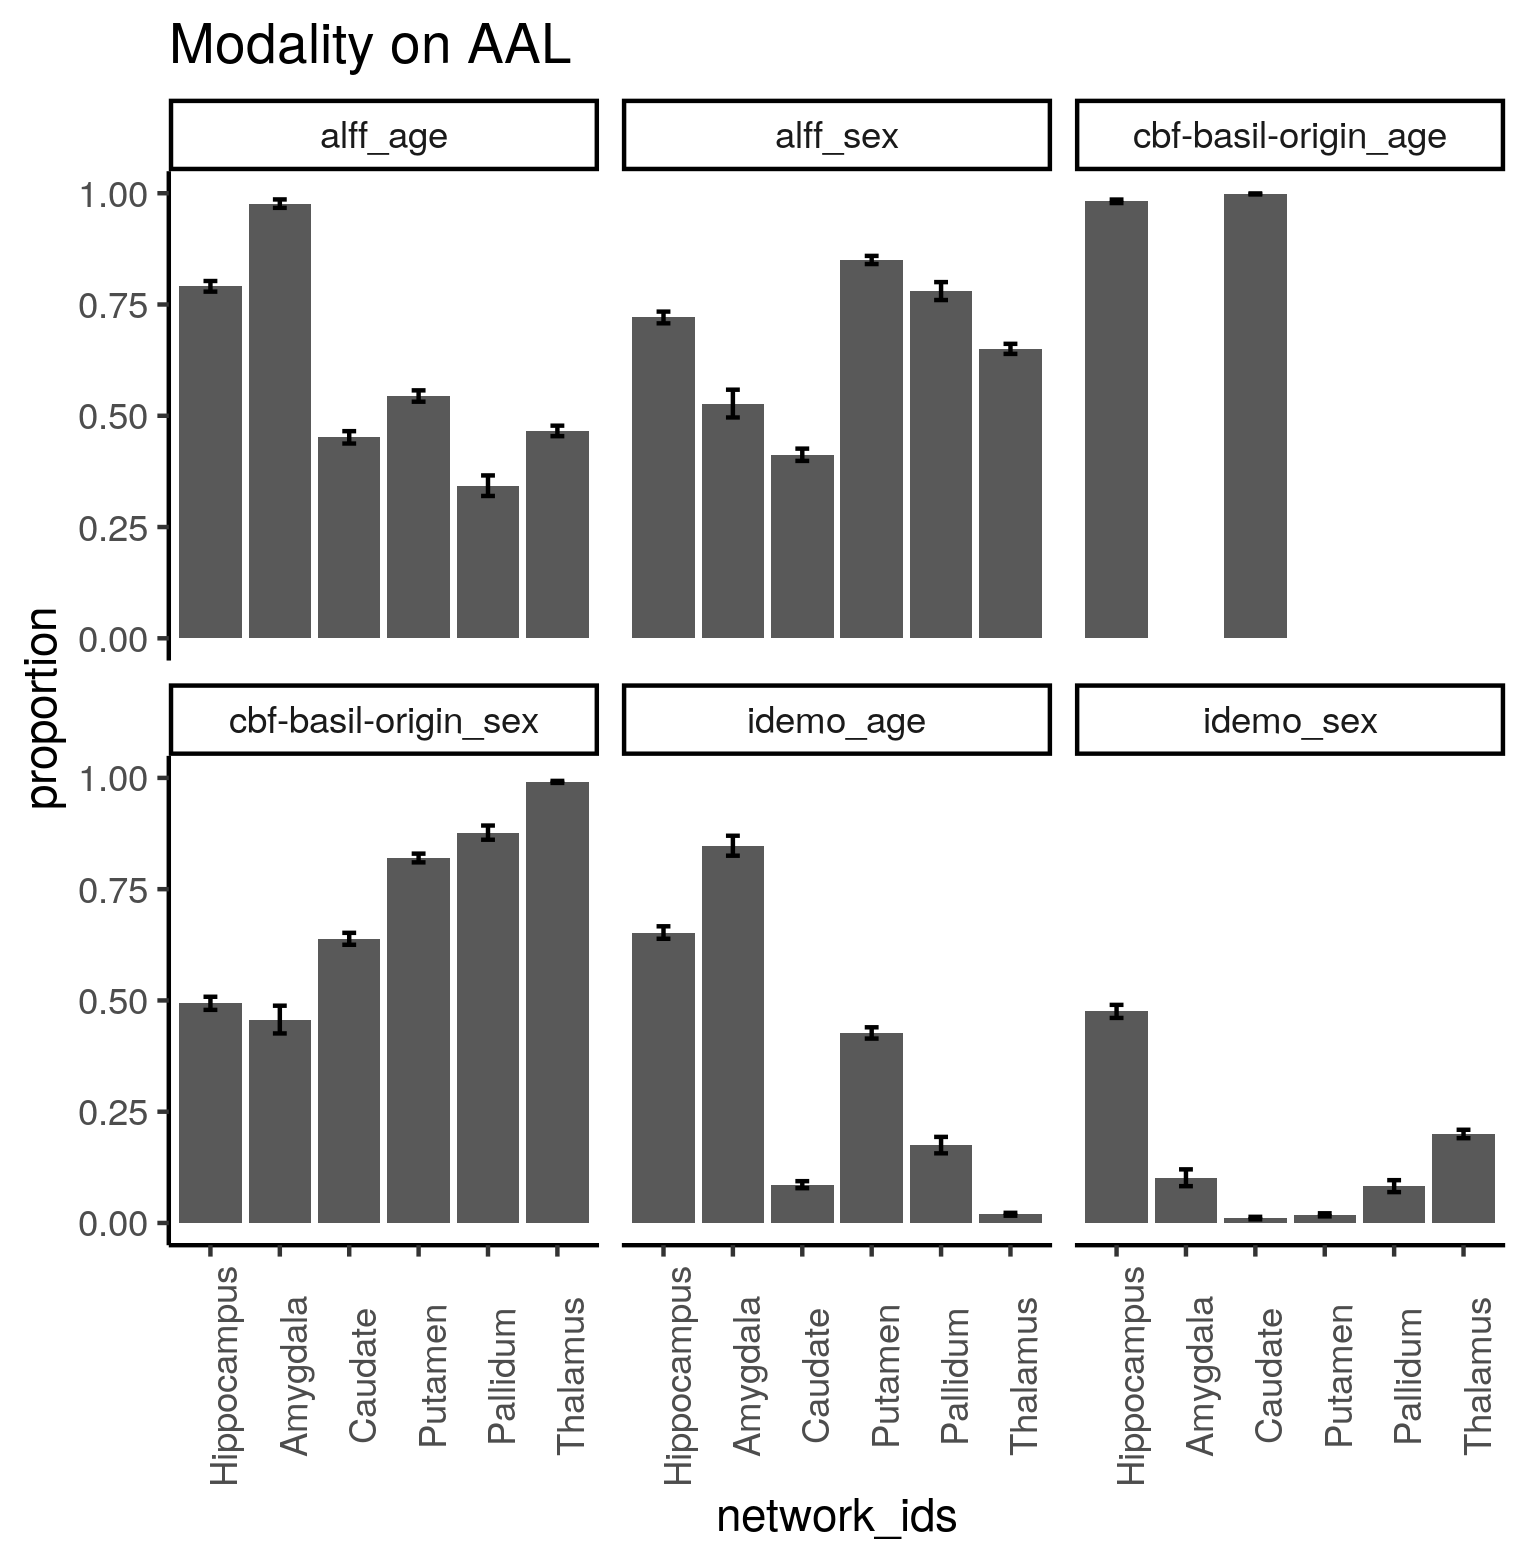 Modality on AAL
alff_age
alff_sex
cbf-basil-origin_age
1.00
0.75
0.50
0.25
0.00
cbf-basil-origin_sex
idemo_age
idemo_sex
1.00
0.75
0.50
0.25
0.00
proportion
Hippocampus
Amygdala
Caudate
Putamen
Pallidum
Thalamus
Hippocampus
Amygdala
Caudate
Putamen
Pallidum
Thalamus
Hippocampus
Amygdala
Caudate
Putamen
Pallidum
Thalamus
network_ids